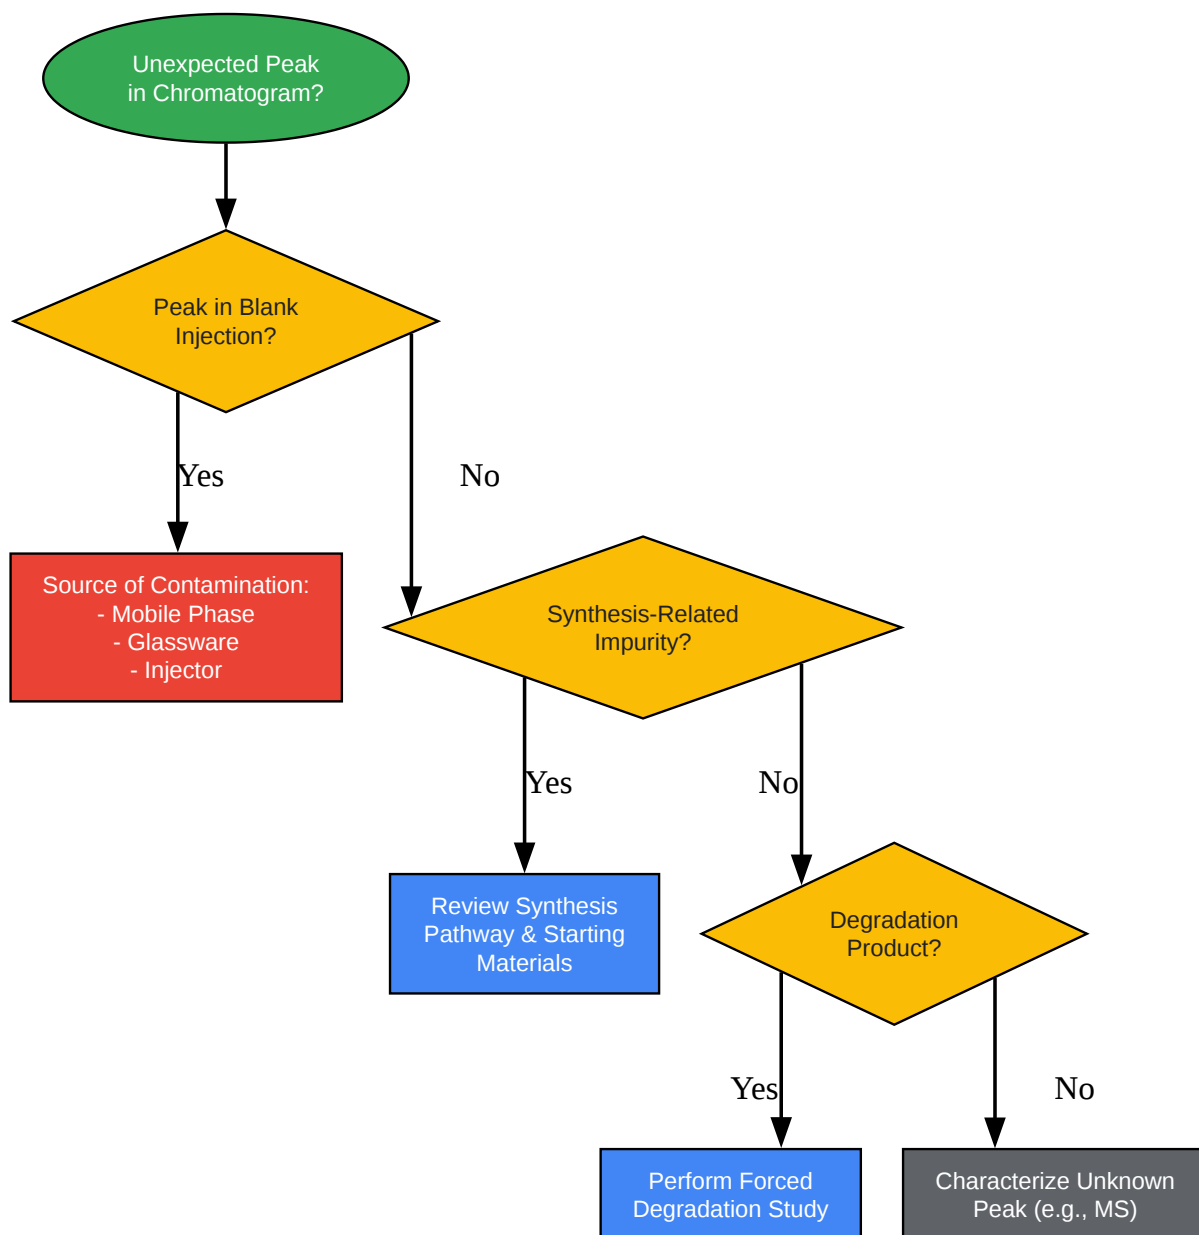 Unexpected Peak
in Chromatogram?
Peak in Blank
Injection?
Yes
No
Source of Contamination:
- Mobile Phase
- Glassware
- Injector
Synthesis-Related
Impurity?
Yes
No
Review Synthesis
Pathway & Starting
Materials
Degradation
Product?
Yes
No
Perform Forced
Degradation Study
Characterize Unknown
Peak (e.g., MS)